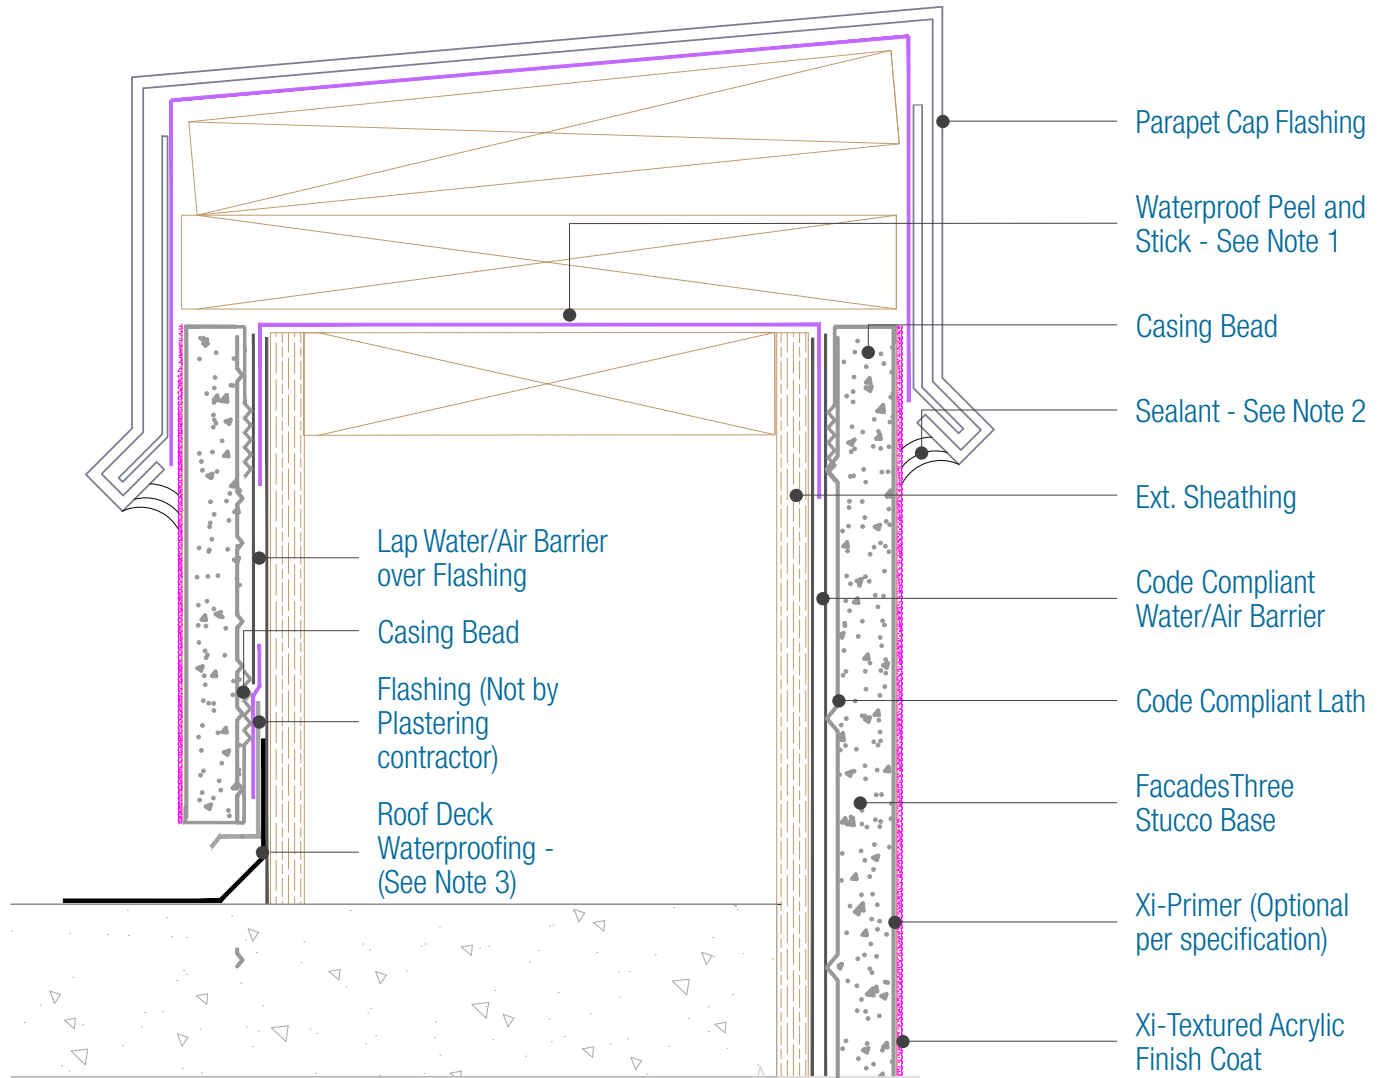 Parapet Cap Flashing
Waterproof Peel and
Stick - See Note 1
Casing Bead
Sealant - See Note 2
Ext. Sheathing
Code Compliant
Water/Air Barrier
Code Compliant Lath
FacadesThree
Stucco Base
Xi-Primer (Optional
per specification)
Xi-Textured Acrylic
Finish Coat
Lap Water/Air Barrier
over Flashing
Casing Bead
Flashing (Not by
Plastering
contractor)
Roof Deck
Waterproofing -
(See Note 3)